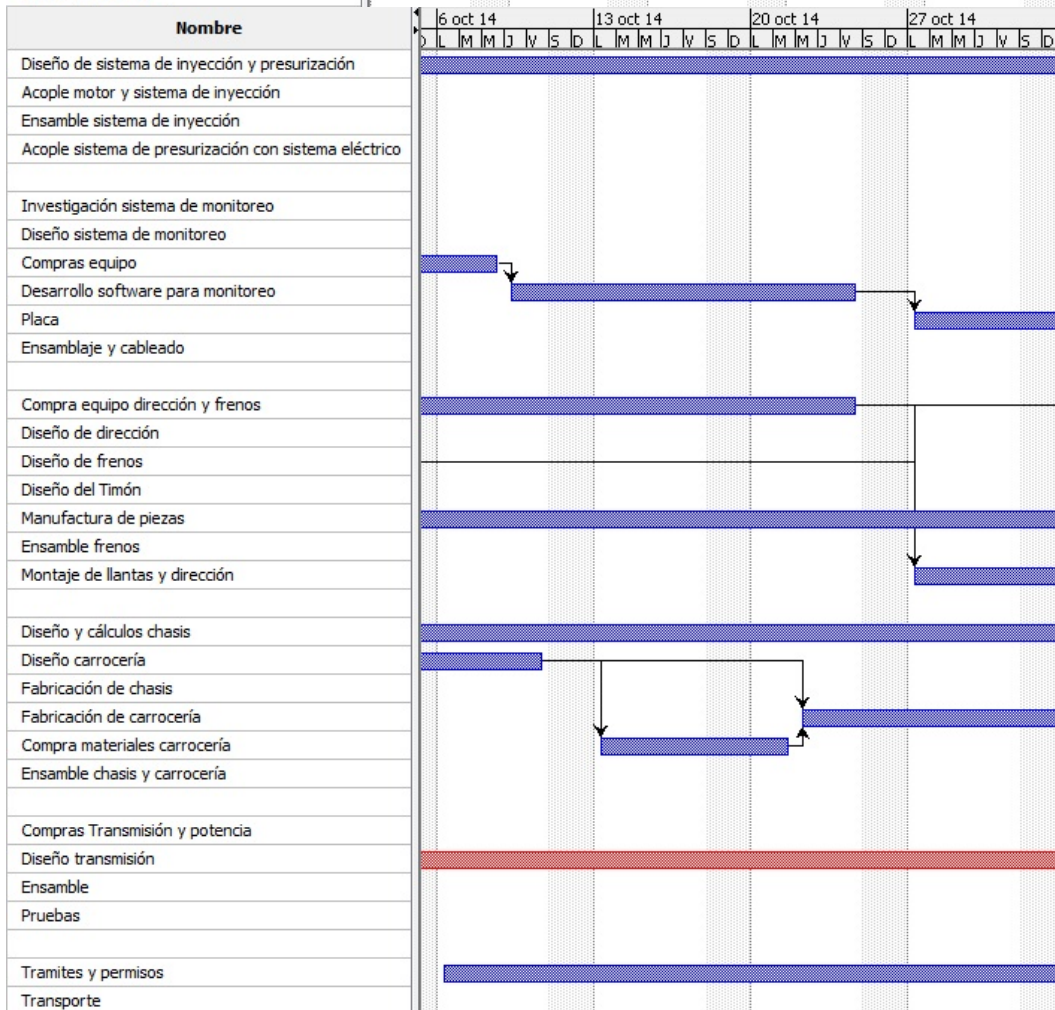 Nombre
6 oct 14 13 oct 14 20 oct 14 27 oct 14
D L M M J V S D L M M J V S D L M M J V S D L M M J V S D
Diseño de sistema de inyección y presurización
Acople motor y sistema de inyección
Ensamble sistema de inyección
Acople sistema de presurización con sistema eléctrico
Investigación sistema de monitoreo
Diseño sistema de monitoreo
Compras equipo
Desarrollo software para monitoreo
Placa
Ensamblaje y cableado
Compra equipo dirección y frenos
Diseño de dirección
Diseño de frenos
Diseño del Timón
Manufactura de piezas
Ensamble frenos
Montaje de llantas y dirección
Diseño y cálculos chasis
Diseño carrocería
Fabricación de chasis
Fabricación de carrocería
Compra materiales carrocería
Ensamble chasis y carrocería
Compras Transmisión y potencia
Diseño transmisión
Ensamble
Pruebas
Tramites y permisos
Transporte